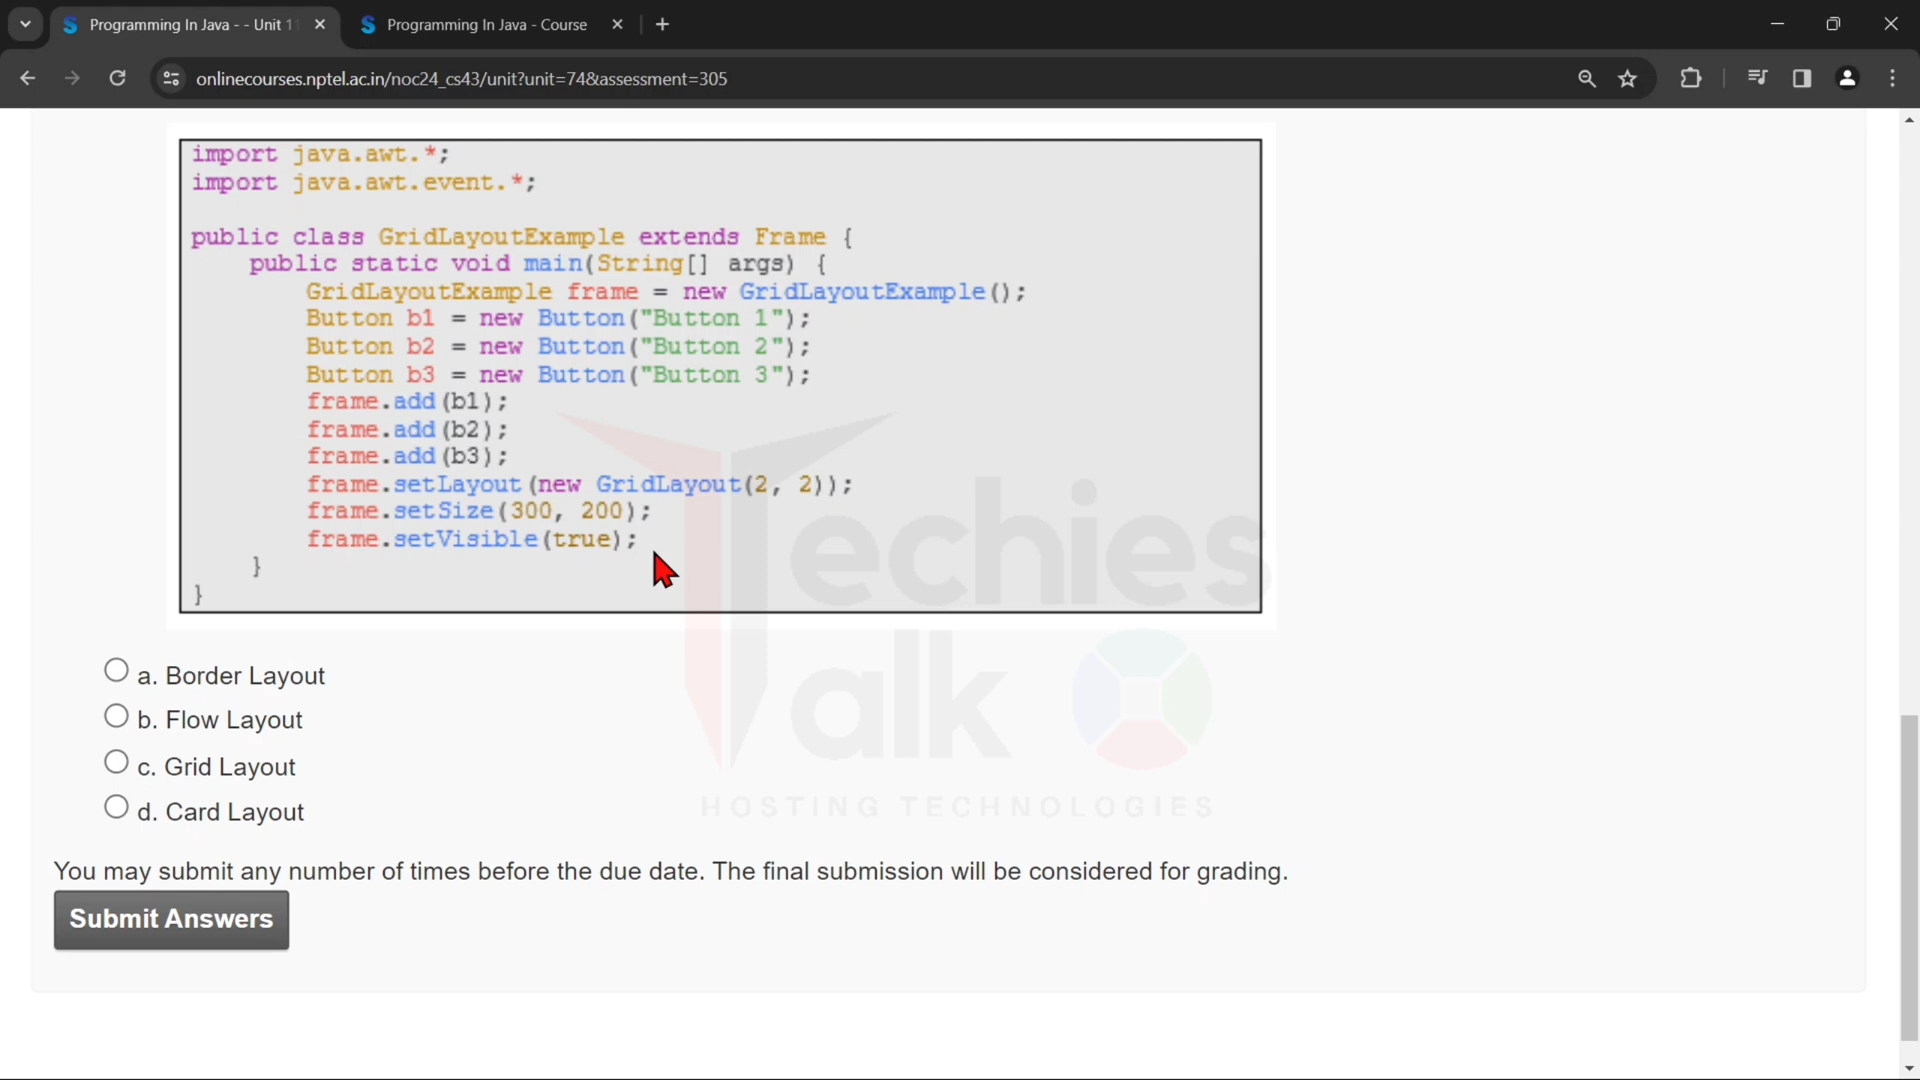 Programming In Java - - Unit 11
Programming In Java - Course
onlinecourses.nptel.ac.in/noc24_cs43/unit?unit=74&assessment=305
import java.awt.*;
import java.awt.event.*;
public class GridLayoutExample extends Frame {
public static void main(String[] args) {
GridLayoutExample frame = new GridLayoutExample();
Button b1 = new Button("Button 1");
Button b2 = new Button("Button 2");
Button b3 = new Button("Button 3");
frame.add(b1);
frame.add(b2);
frame.add(b3);
frame.setLayout(new GridLayout(2, 2));
frame.setSize(300, 200);
frame.setVisible(true);
}
}
Techies
Talk
HOSTING TECHNOLOGIES
a. Border Layout
b. Flow Layout
c. Grid Layout
d. Card Layout
You may submit any number of times before the due date. The final submission will be considered for grading.
Submit Answers